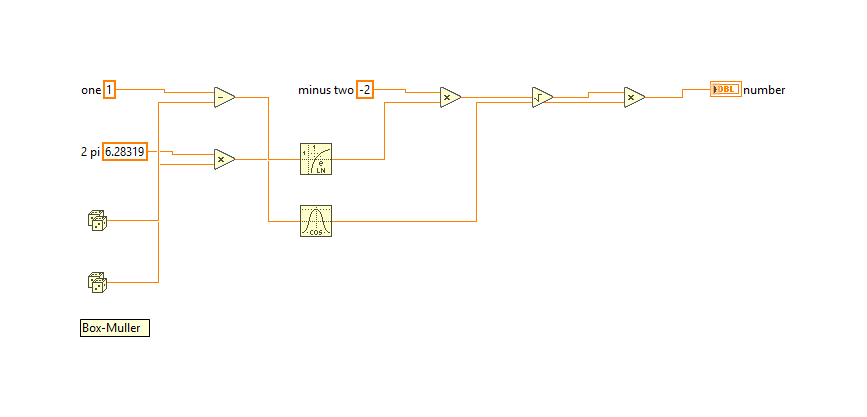 one 1
minus two -2
DBL number
2 pi 6.28319
LN
COS
Box-Muller